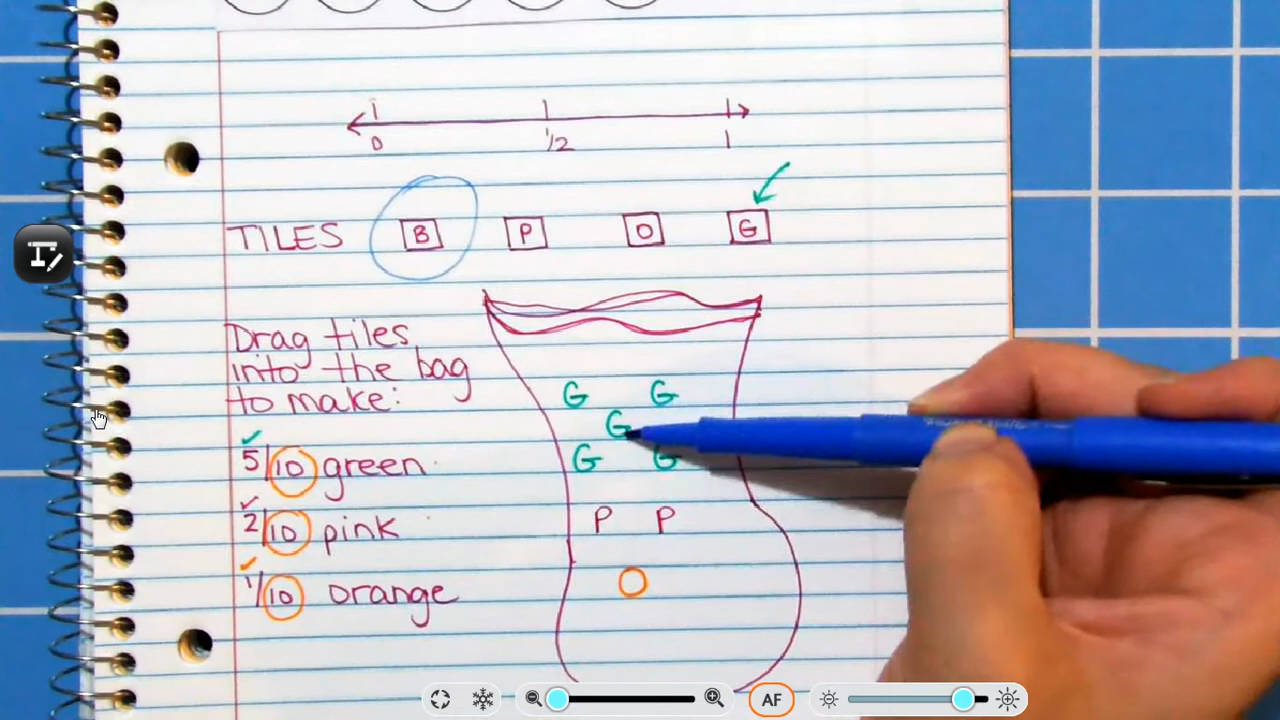 0 1/2 1
TILES B P O G
Drag tiles
into the bag
to make:
5/10 green
2/10 pink
1/10 orange
G G
G
G G
P P
O
AF